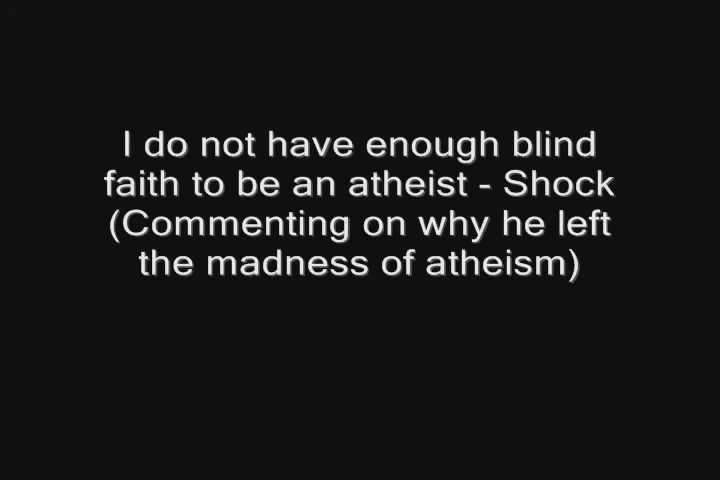 I do not have enough blind
faith to be an atheist - Shock
(Commenting on why he left
the madness of atheism)